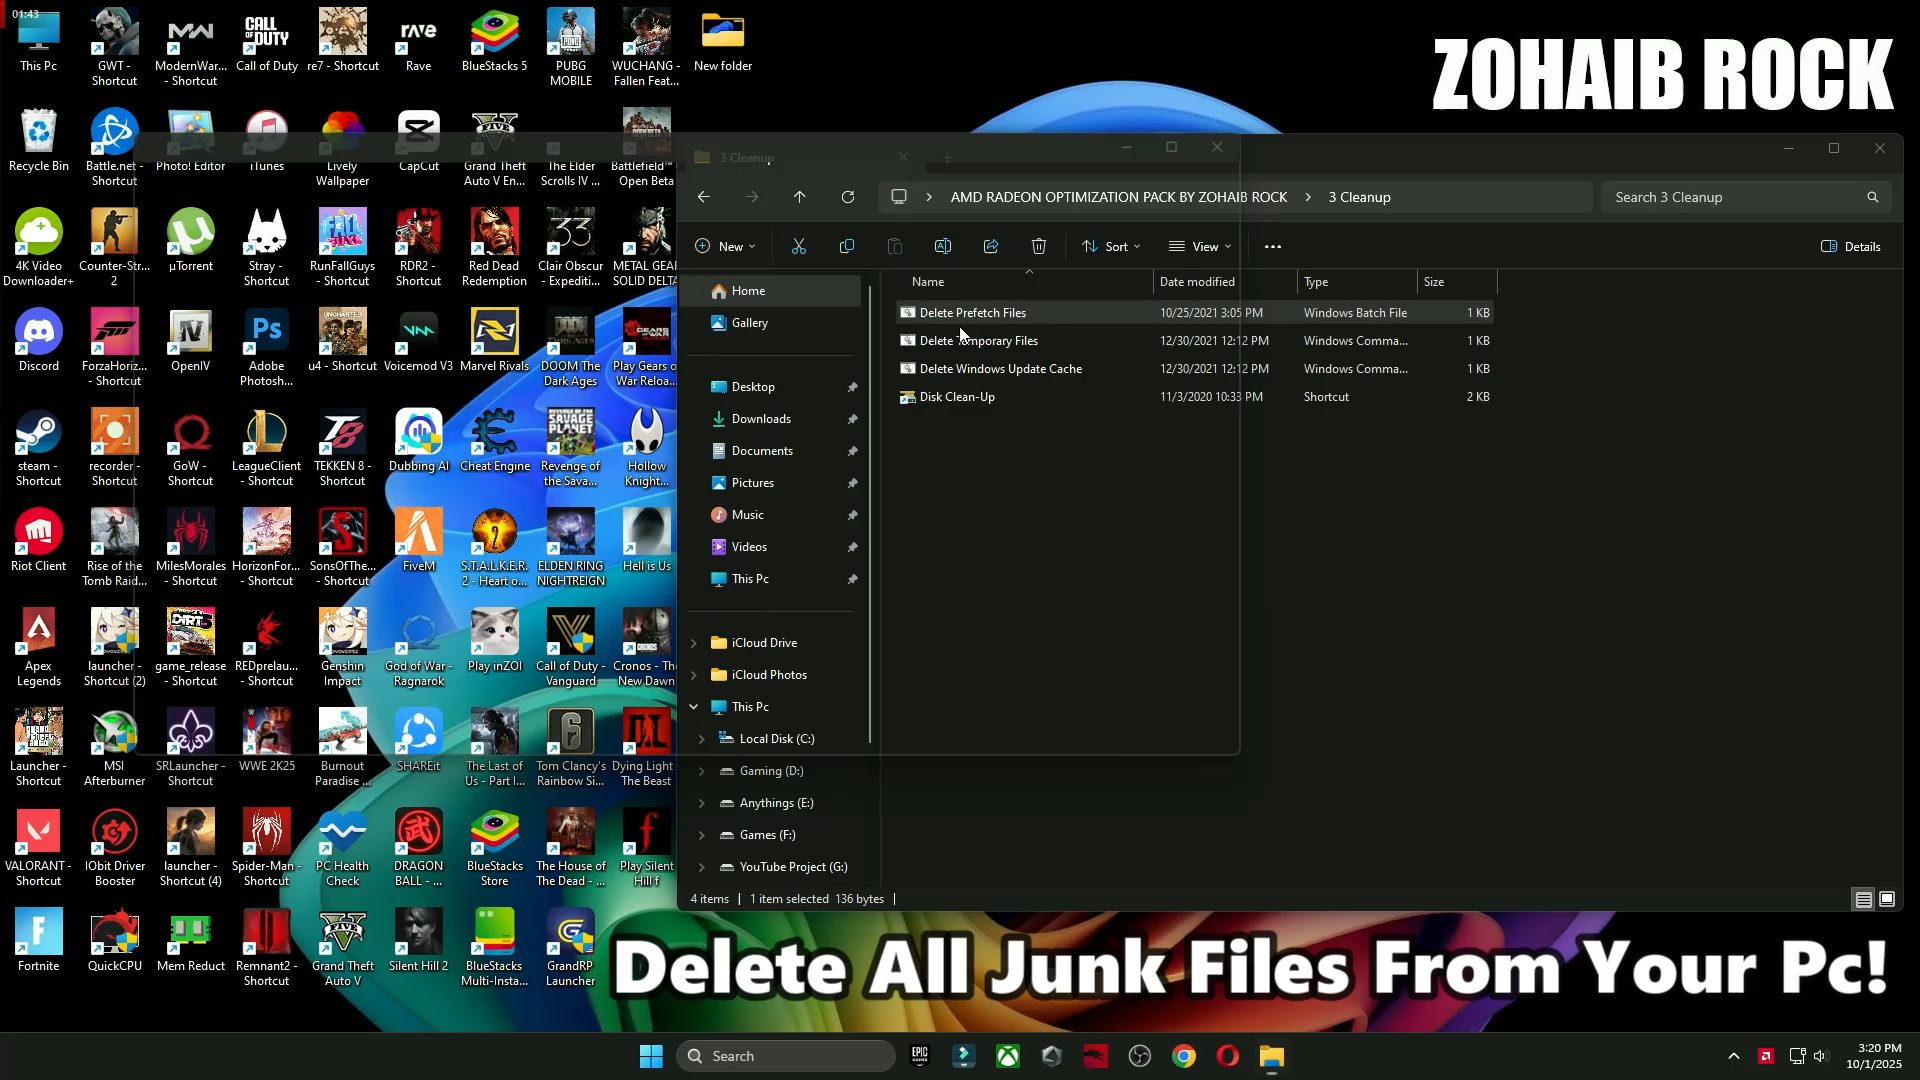 01:43
ZOHAIB ROCK
This Pc
GWT - Shortcut
ModernWar... - Shortcut
CALL OF DUTY
Call of Duty
re7 - Shortcut
rave
Rave
BlueStacks 5
PUBG MOBILE
WUCHANG - Fallen Feat...
New folder
Recycle Bin
Battle.net - Shortcut
Photo! Editor
iTunes
Lively Wallpaper
CapCut
Grand Theft Auto V En...
The Elder Scrolls IV ...
Battlefield™ Open Beta
4K Video Downloader+
Counter-Str... 2
µTorrent
Stray - Shortcut
RunFallGuys - Shortcut
RDR2 - Shortcut
Red Dead Redemption
Clair Obscur - Expediti...
METAL GEAR SOLID DELTA
Discord
ForzaHoriz... - Shortcut
OpenIV
Adobe Photosh...
u4 - Shortcut
Voicemod V3
Marvel Rivals
DOOM The Dark Ages
Play Gears of War Reloa...
steam - Shortcut
recorder - Shortcut
GoW - Shortcut
LeagueClient - Shortcut
TEKKEN 8 - Shortcut
Dubbing AI
Cheat Engine
Revenge of the Sava...
Hollow Knight...
Riot Client
Rise of the Tomb Raid...
MilesMorales - Shortcut
HorizonFor... - Shortcut
SonsOfThe... - Shortcut
FiveM
S.T.A.L.K.E.R. 2 - Heart o...
ELDEN RING NIGHTREIGN
Hell is Us
Apex Legends
launcher - Shortcut (2)
game_release - Shortcut
REDprelau... - Shortcut
Genshin Impact
God of War - Ragnarok
Play inZOI
Call of Duty - Vanguard
Cronos - The New Dawn
Launcher - Shortcut
MSI Afterburner
SRLauncher - Shortcut
WWE 2K25
Burnout Paradise ...
SHAREit
The Last of Us - Part I...
Tom Clancy's Rainbow Si...
Dying Light The Beast
VALORANT - Shortcut
IObit Driver Booster
launcher - Shortcut (4)
Spider-Man - Shortcut
PC Health Check
DRAGON BALL - ...
BlueStacks Store
The House of The Dead - ...
Play Silent Hill f
Fortnite
QuickCPU
Mem Reduct
Remnant2 - Shortcut
Grand Theft Auto V
Silent Hill 2
BlueStacks Multi-Insta...
GrandRP Launcher
3 Cleanup
AMD RADEON OPTIMIZATION PACK BY ZOHAIB ROCK > 3 Cleanup
Search 3 Cleanup
New
Sort
View
Details
Name Date modified Type Size
Delete Prefetch Files 10/25/2021 3:05 PM Windows Batch File 1 KB
Delete Temporary Files 12/30/2021 12:12 PM Windows Comma... 1 KB
Delete Windows Update Cache 12/30/2021 12:12 PM Windows Comma... 1 KB
Disk Clean-Up 11/3/2020 10:33 PM Shortcut 2 KB
Home
Gallery
Desktop
Downloads
Documents
Pictures
Music
Videos
This Pc
iCloud Drive
iCloud Photos
This Pc
Local Disk (C:)
Gaming (D:)
Anythings (E:)
Games (F:)
YouTube Project (G:)
4 items | 1 item selected 136 bytes
Delete All Junk Files From Your Pc!
Search
EPIC GAMES
3:20 PM
10/1/2025